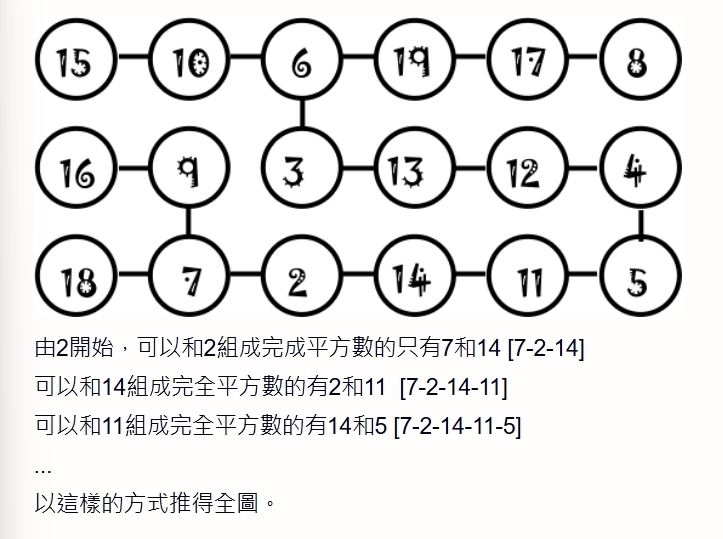 15 10 6 19 17 8
16 9 3 13 12 4
18 7 2 14 11 5
由2開始，可以和2組成完成平方數的只有7和14 [7-2-14]
可以和14組成完全平方數的有2和11 [7-2-14-11]
可以和11組成完全平方數的有14和5 [7-2-14-11-5]
...
以這樣的方式推得全圖。